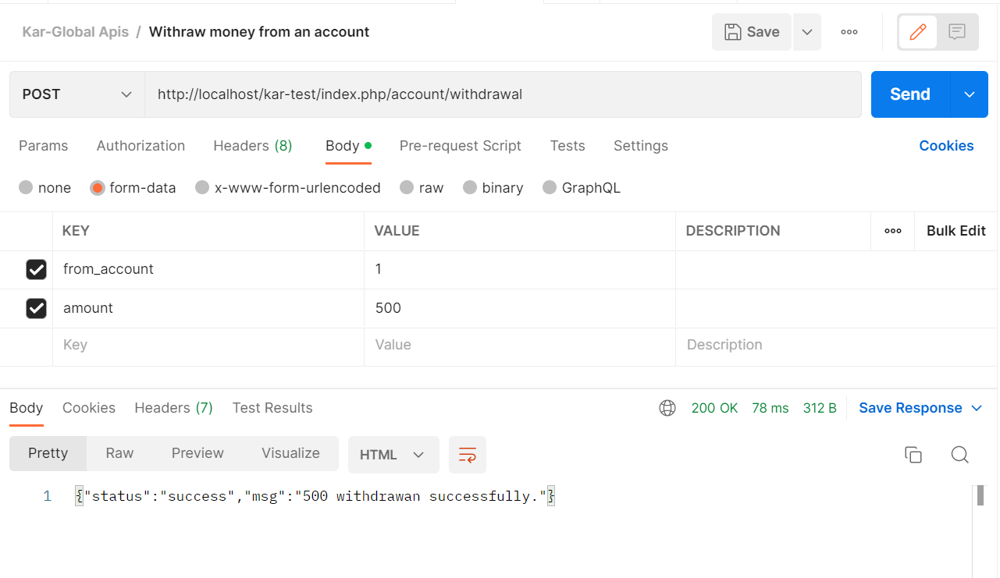 Kar-Global Apis / Withraw money from an account Save
POST http://localhost/kar-test/index.php/account/withdrawal Send
Params Authorization Headers (8) Body Pre-request Script Tests Settings Cookies
none form-data x-www-form-urlencoded raw binary GraphQL
KEY VALUE DESCRIPTION Bulk Edit
from_account 1
amount 500
Key Value Description
Body Cookies Headers (7) Test Results 200 OK 78 ms 312 B Save Response
Pretty Raw Preview Visualize HTML
1 {"status":"success","msg":"500 withdrawan successfully."}